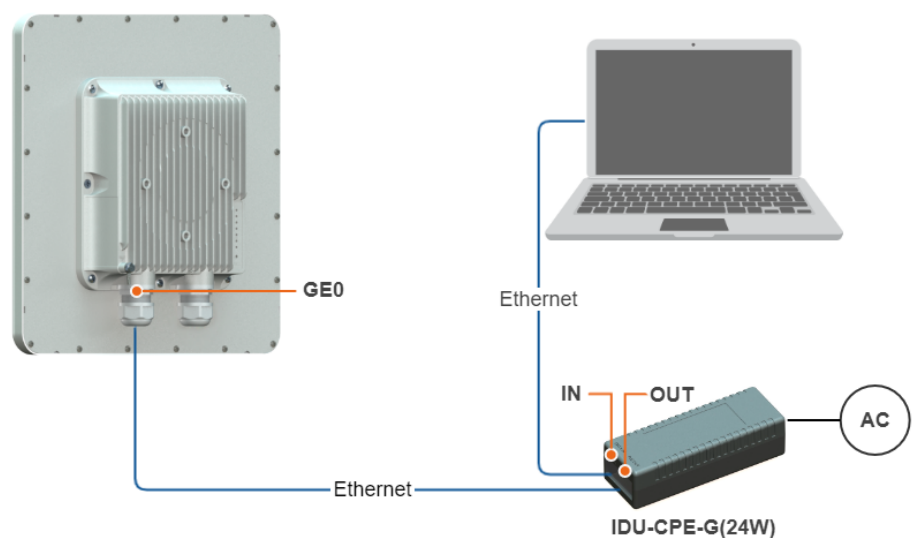 GE0
Ethernet
IN
OUT
AC
Ethernet
IDU-CPE-G(24W)